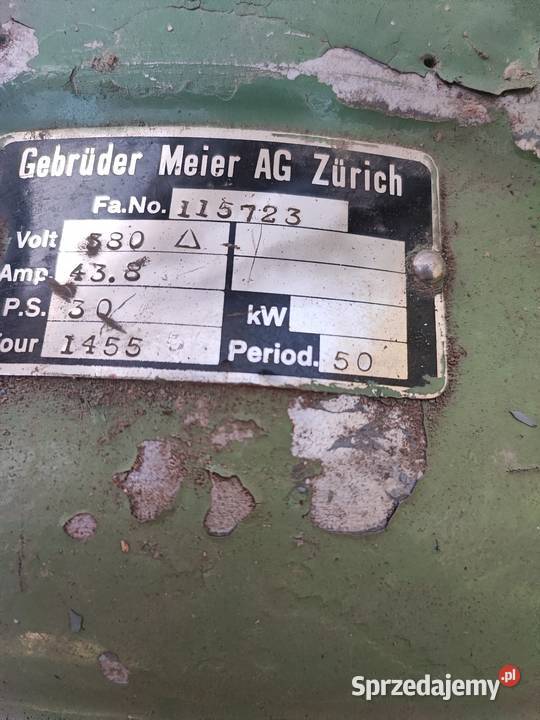 Gebrüder Meier AG Zürich
Fa.No. 115723
Volt 380 △
Amp. 43.8
P.S. 30 kW
Tour 1455 Period. 50
Sprzedajemy.pl